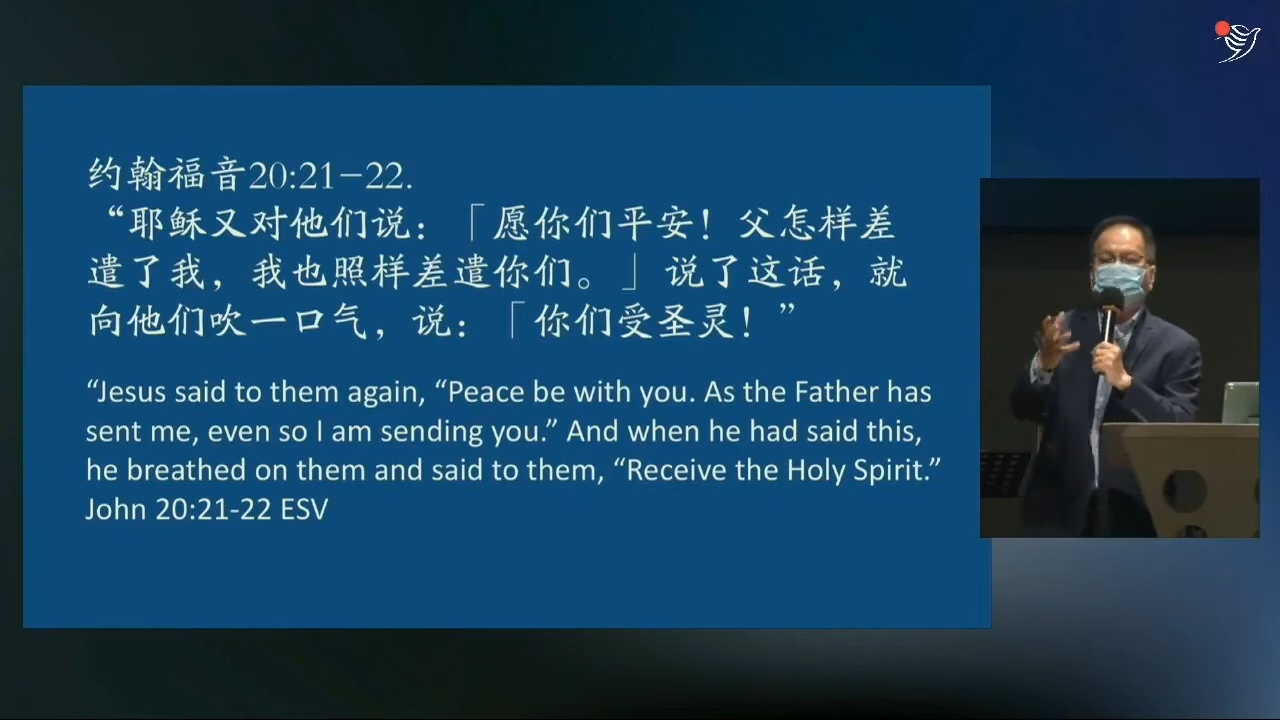 约翰福音20:21-22.
“耶稣又对他们说：「愿你们平安！父怎样差
遣了我，我也照样差遣你们。」说了这话，就
向他们吹一口气，说：「你们受圣灵！”
“Jesus said to them again, “Peace be with you. As the Father has
sent me, even so I am sending you.” And when he had said this,
he breathed on them and said to them, “Receive the Holy Spirit.”
John 20:21-22 ESV